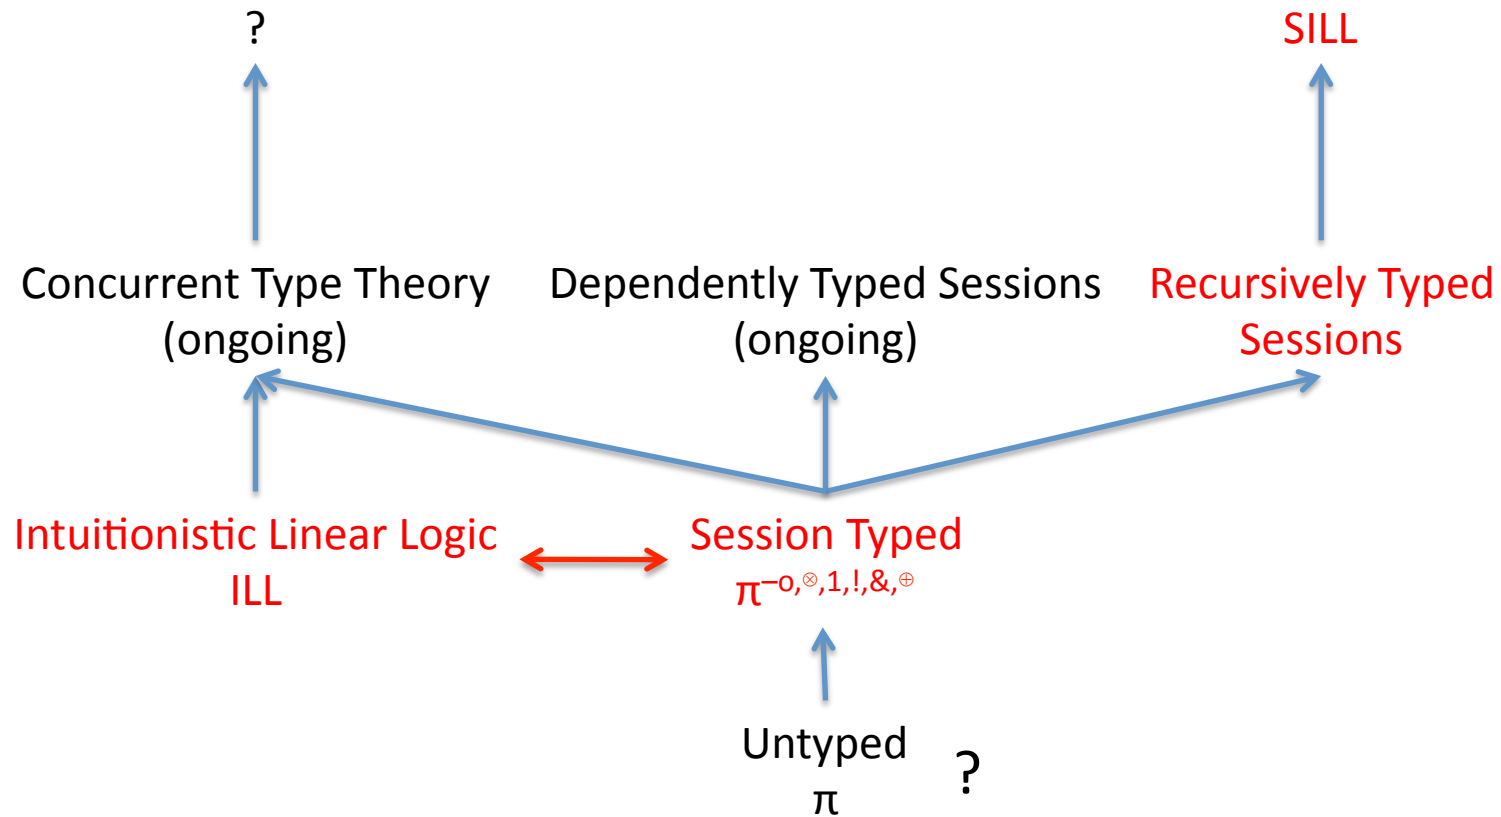 ?
SILL
Concurrent Type Theory
(ongoing)
Dependently Typed Sessions
(ongoing)
Recursively Typed
Sessions
Intuitionistic Linear Logic
ILL
Session Typed
π–o,⊗,1,!,&,⊕
Untyped
π
?